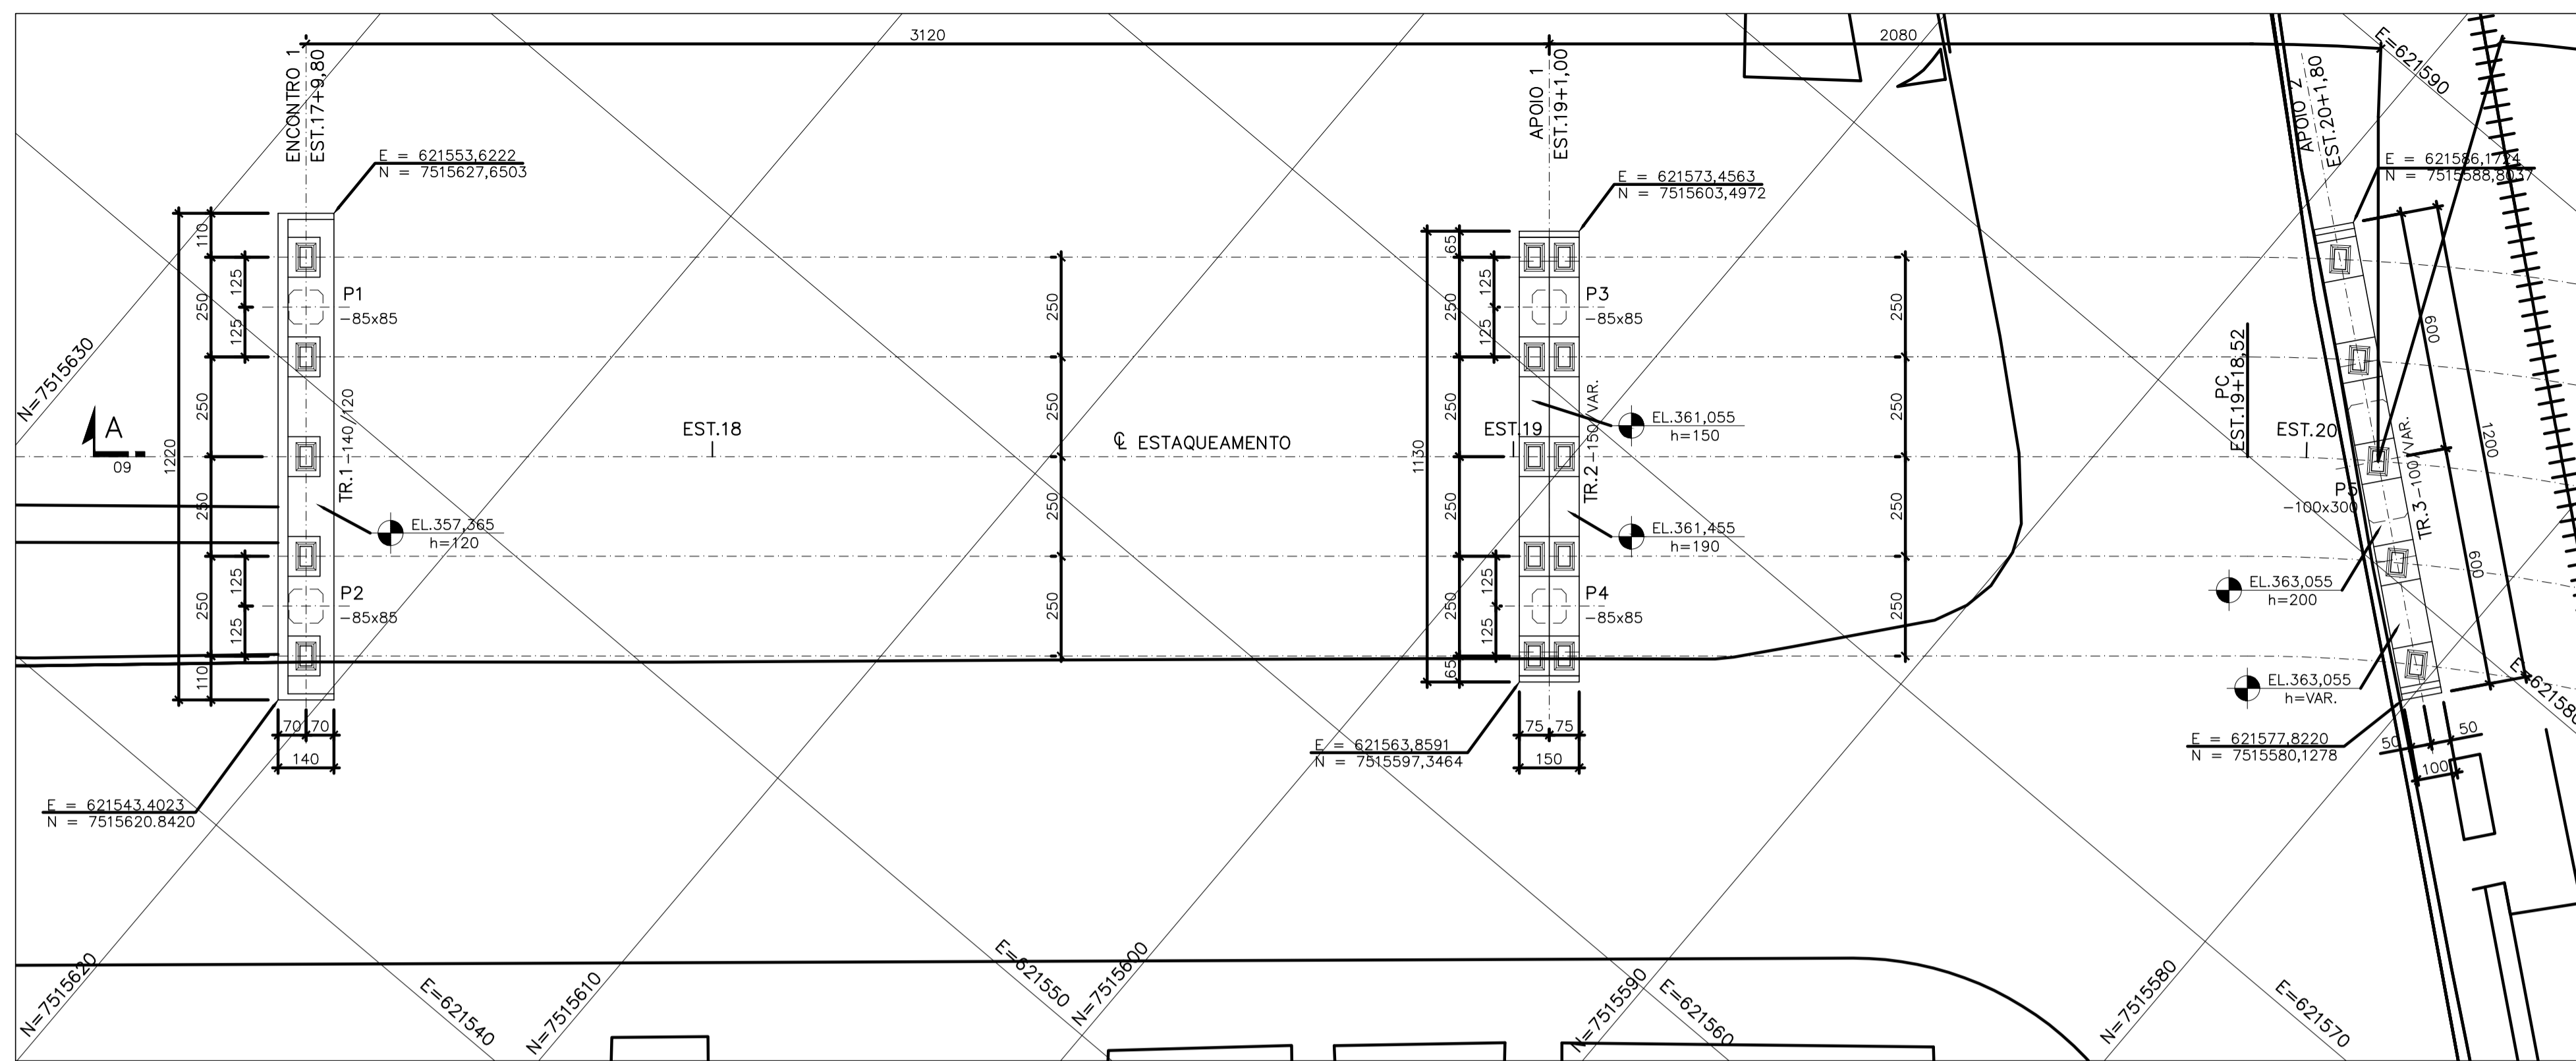 3120
2080
ENCONTRO 1
EST.17+9,80
APOIO 1
EST.19+1,00
APOIO 2
EST.20+1,80
E=621590
E = 621553,6222
N = 7515627,6503
E = 621573,4563
N = 7515603,4972
E = 621586,1724
N = 7515588,8037
110
250
125
125
250
250
250
125
125
110
1220
P1
-85x85
P2
-85x85
TR.1-140/120
EL.357,365
h=120
70
70
140
N=7515630
A
09
EST.18
℄ ESTAQUEAMENTO
250
250
250
250
65
250
125
125
250
250
250
125
125
65
1130
P3
-85x85
P4
-85x85
EST.19
TR.2-150/VAR.
EL.361,055
h=150
EL.361,455
h=190
75
75
150
250
250
250
250
PC
EST.19+18,52
EST.20
P5
-100x300
TR.3-100/VAR.
600
600
1200
EL.363,055
h=200
EL.363,055
h=VAR.
50
50
100
E = 621543,4023
N = 7515620.8420
E = 621563,8591
N = 7515597,3464
E = 621577,8220
N = 7515580,1278
N=7515620
E=621540
N=7515610
E=621550
N=7515600
N=7515590
E=621560
N=7515580
E=621570
E=621580